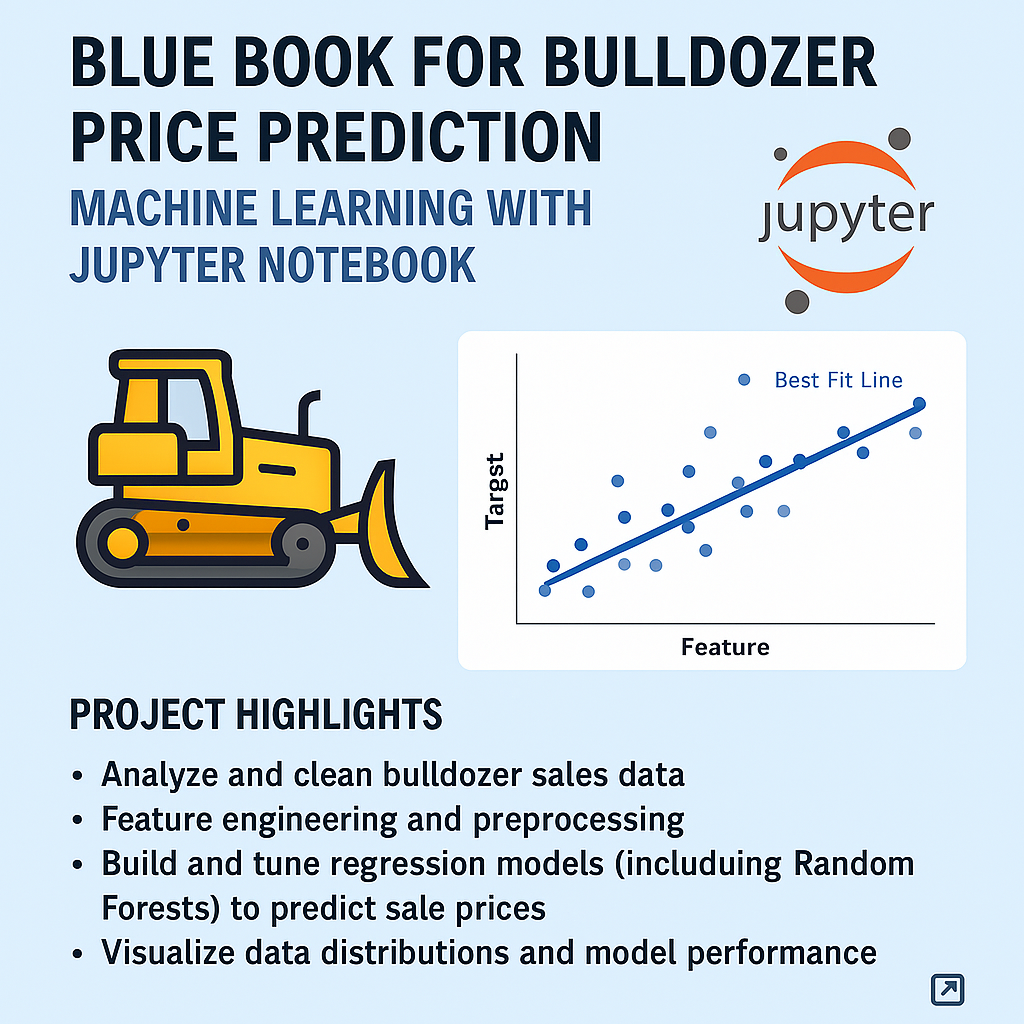 BLUE BOOK FOR BULLDOZER
PRICE PREDICTION
MACHINE LEARNING WITH
JUPYTER NOTEBOOK
jupyter
Best Fit Line
Targst
Feature
PROJECT HIGHLIGHTS
• Analyze and clean bulldozer sales data
• Feature engineering and preprocessing
• Build and tune regression models (includuing Random
Forests) to predict sale prices
• Visualize data distributions and model performance